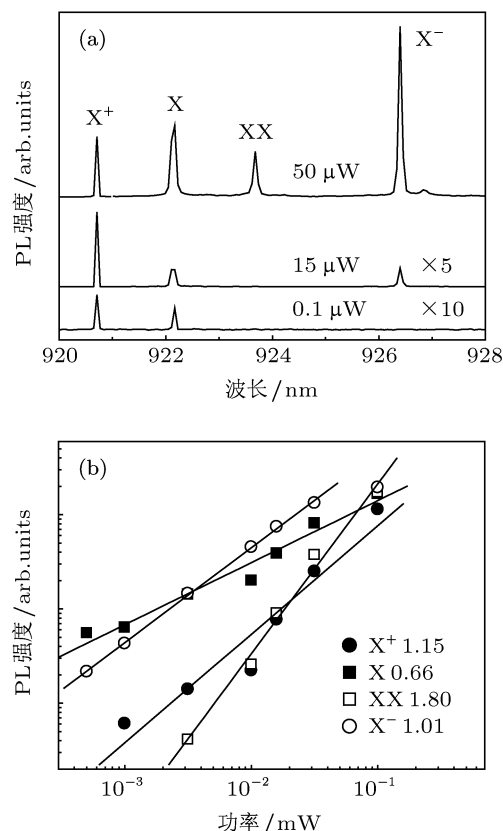 (a)
X⁻
X⁺
X
XX
50 μW
15 μW ×5
0.1 μW ×10
PL强度/arb.units
920 922 924 926 928
波长/nm
(b)
PL强度/arb.units
X⁺ 1.15
X 0.66
XX 1.80
X⁻ 1.01
10⁻³ 10⁻² 10⁻¹
功率/mW